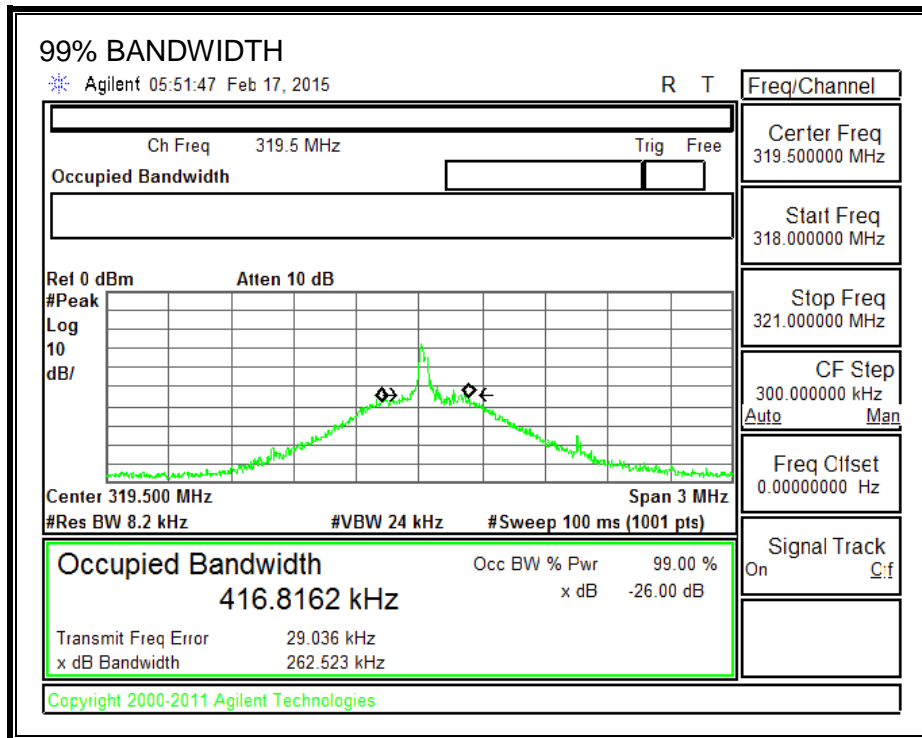 99% BANDWIDTH
Agilent 05:51:47 Feb 17, 2015 R T
Freq/Channel
Ch Freq 319.5 MHz Trig Free
Occupied Bandwidth
Center Freq
319.500000 MHz
Start Freq
318.000000 MHz
Stop Freq
321.000000 MHz
CF Step
300.000000 kHz
Auto Man
Freq Offset
0.00000000 Hz
Signal Track
On Off
Ref 0 dBm Atten 10 dB
#Peak
Log
10
dB/
Center 319.500 MHz Span 3 MHz
#Res BW 8.2 kHz #VBW 24 kHz #Sweep 100 ms (1001 pts)
Occupied Bandwidth
416.8162 kHz
Occ BW % Pwr 99.00 %
x dB -26.00 dB
Transmit Freq Error 29.036 kHz
x dB Bandwidth 262.523 kHz
Copyright 2000-2011 Agilent Technologies